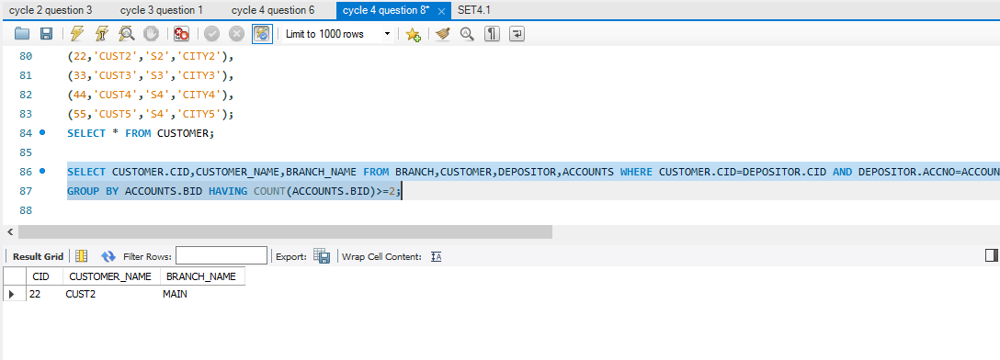 cycle 2 question 3 cycle 3 question 1 cycle 4 question 6 cycle 4 question 8* × SET4.1
Limit to 1000 rows
80 (22,'CUST2','S2','CITY2'),
81 (33,'CUST3','S3','CITY3'),
82 (44,'CUST4','S4','CITY4'),
83 (55,'CUST5','S4','CITY5');
84 SELECT * FROM CUSTOMER;
85
86 SELECT CUSTOMER.CID,CUSTOMER_NAME,BRANCH_NAME FROM BRANCH,CUSTOMER,DEPOSITOR,ACCOUNTS WHERE CUSTOMER.CID=DEPOSITOR.CID AND DEPOSITOR.ACCNO=ACCOUN
87 GROUP BY ACCOUNTS.BID HAVING COUNT(ACCOUNTS.BID)>=2;
88
Result Grid Filter Rows: Export: Wrap Cell Content: IA
CID CUSTOMER_NAME BRANCH_NAME
22 CUST2 MAIN